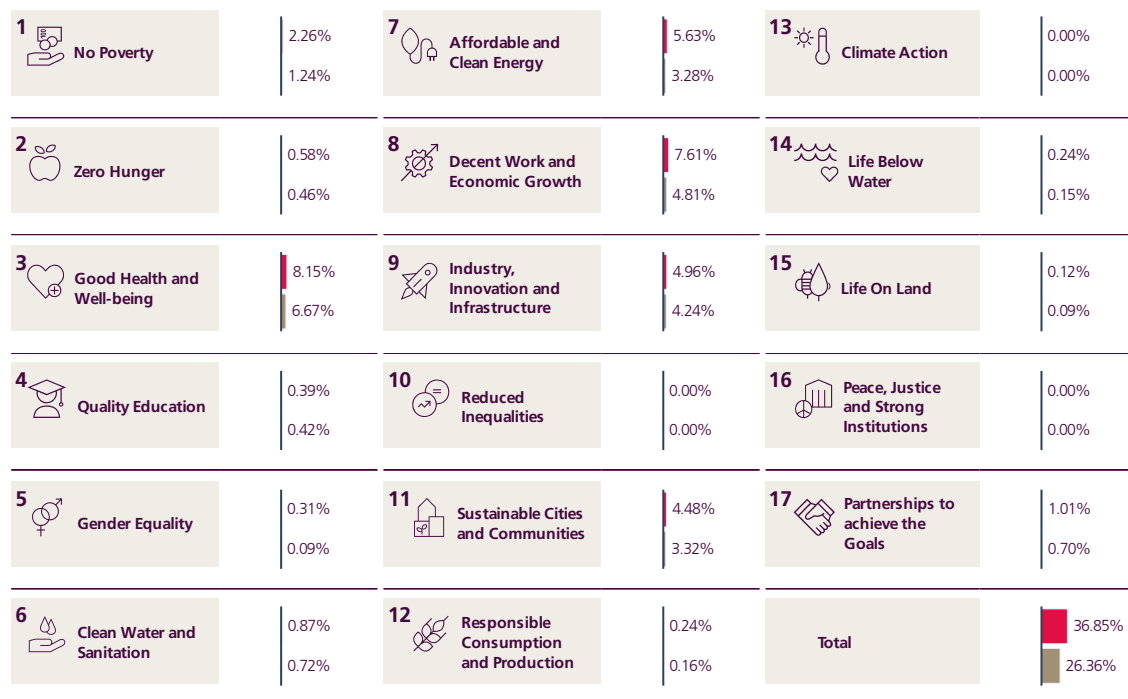 1
No Poverty
2.26%
1.24%
2
Zero Hunger
0.58%
0.46%
3
Good Health and
Well-being
8.15%
6.67%
4
Quality Education
0.39%
0.42%
5
Gender Equality
0.31%
0.09%
6
Clean Water and
Sanitation
0.87%
0.72%
7
Affordable and
Clean Energy
5.63%
3.28%
8
Decent Work and
Economic Growth
7.61%
4.81%
9
Industry,
Innovation and
Infrastructure
4.96%
4.24%
10
Reduced
Inequalities
0.00%
0.00%
11
Sustainable Cities
and Communities
4.48%
3.32%
12
Responsible
Consumption
and Production
0.24%
0.16%
13
Climate Action
0.00%
0.00%
14
Life Below
Water
0.24%
0.15%
15
Life On Land
0.12%
0.09%
16
Peace, Justice
and Strong
Institutions
0.00%
0.00%
17
Partnerships to
achieve the
Goals
1.01%
0.70%
Total
36.85%
26.36%